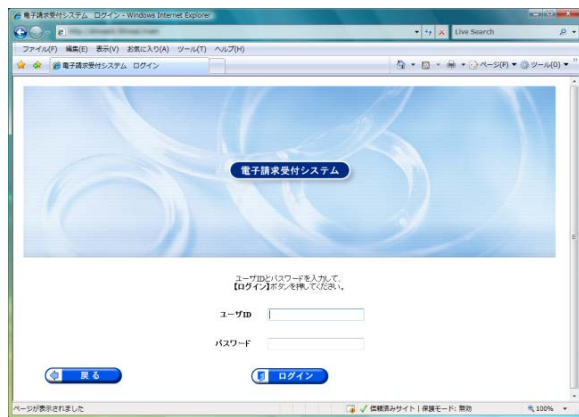 電子請求受付システム ログイン - Windows Internet Explorer
Live Search
ファイル(F) 編集(E) 表示(V) お気に入り(A) ツール(T) ヘルプ(H)
電子請求受付システム ログイン
ページ(P) ツール(O)
電子請求受付システム
ユーザIDとパスワードを入力して、
【ログイン】ボタンを押してください。
ユーザID
パスワード
戻る ログイン
ページが表示されました 信頼済みサイト | 保護モード: 無効 100%